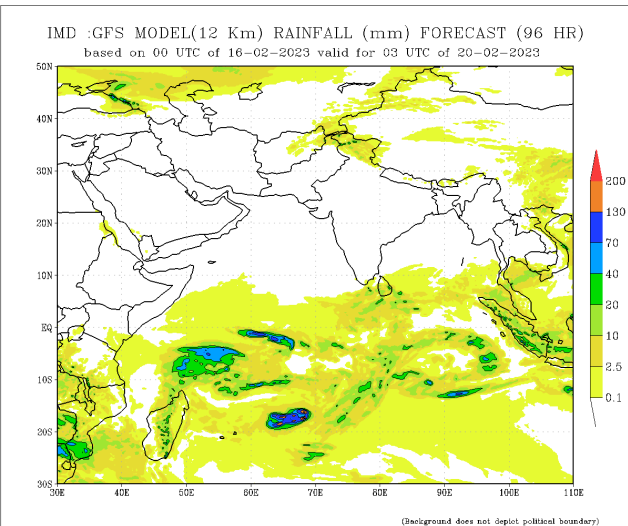 IMD :GFS MODEL(12 Km) RAINFALL (mm) FORECAST (96 HR)
based on 00 UTC of 16-02-2023 valid for 03 UTC of 20-02-2023
50N
40N
30N
20N
10N
EQ
10S
20S
30S
30E 40E 50E 60E 70E 80E 90E 100E 110E
200
130
70
40
20
10
2.5
0.1
(Background does not depict political boundary)